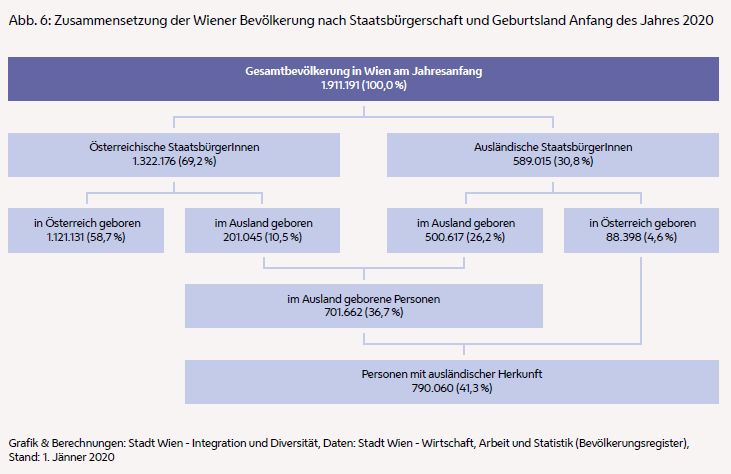 Abb. 6: Zusammensetzung der Wiener Bevölkerung nach Staatsbürgerschaft und Geburtsland Anfang des Jahres 2020
Gesamtbevölkerung in Wien am Jahresanfang
1.911.191 (100,0 %)
Österreichische StaatsbürgerInnen
1.322.176 (69,2 %)
Ausländische StaatsbürgerInnen
589.015 (30,8 %)
in Österreich geboren
1.121.131 (58,7 %)
im Ausland geboren
201.045 (10,5 %)
im Ausland geboren
500.617 (26,2 %)
in Österreich geboren
88.398 (4,6 %)
im Ausland geborene Personen
701.662 (36,7 %)
Personen mit ausländischer Herkunft
790.060 (41,3 %)
Grafik & Berechnungen: Stadt Wien - Integration und Diversität, Daten: Stadt Wien - Wirtschaft, Arbeit und Statistik (Bevölkerungsregister),
Stand: 1. Jänner 2020